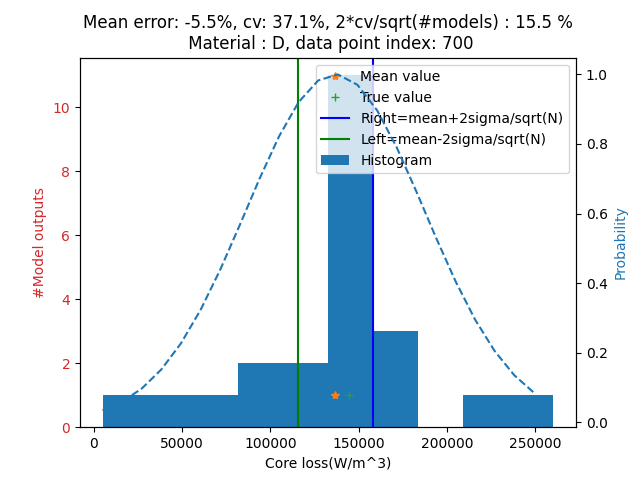 Mean error: -5.5%, cv: 37.1%, 2*cv/sqrt(#models) : 15.5 %
Material : D, data point index: 700
Mean value
True value
Right=mean+2sigma/sqrt(N)
Left=mean-2sigma/sqrt(N)
Histogram
#Model outputs
10
8
6
4
2
0
1.0
0.8
0.6
0.4
0.2
0.0
Probability
0 50000 100000 150000 200000 250000
Core loss(W/m^3)